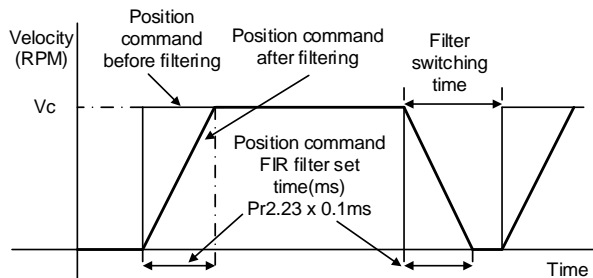 Velocity
(RPM)
Position
command
before filtering
Position command
after filtering
Filter
switching
time
Vc
Position command
FIR filter set
time(ms)
Pr2.23 x 0.1ms
Time